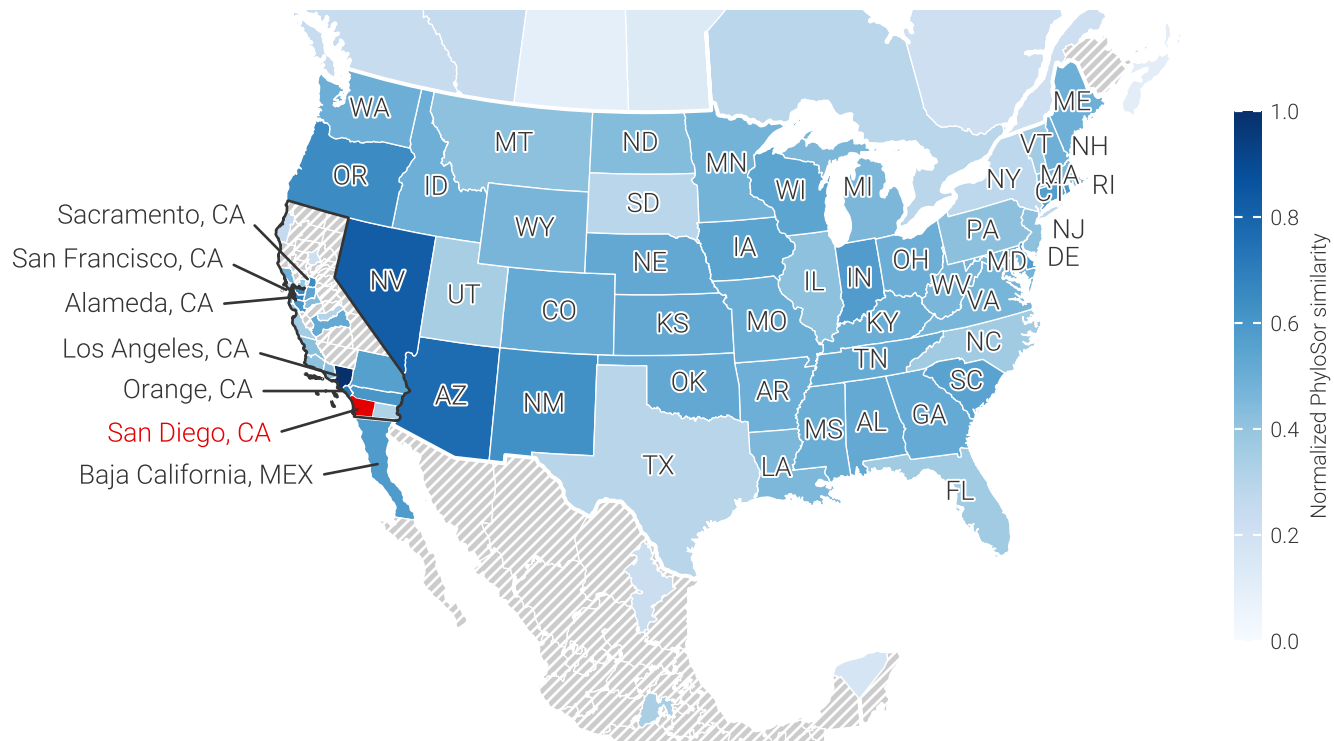 WA
MT
ND
MN
ME
VT
NH
OR
ID
WY
SD
WI
MI
NY
MA
CT
RI
Sacramento, CA
San Francisco, CA
Alameda, CA
NV
UT
CO
NE
IA
IL
IN
OH
PA
NJ
MD
DE
WV
VA
KS
MO
KY
Los Angeles, CA
Orange, CA
San Diego, CA
Baja California, MEX
AZ
NM
OK
AR
TN
NC
SC
MS
AL
GA
TX
LA
FL
1.0
0.8
0.6
0.4
0.2
0.0
Normalized PhyloSor similarity